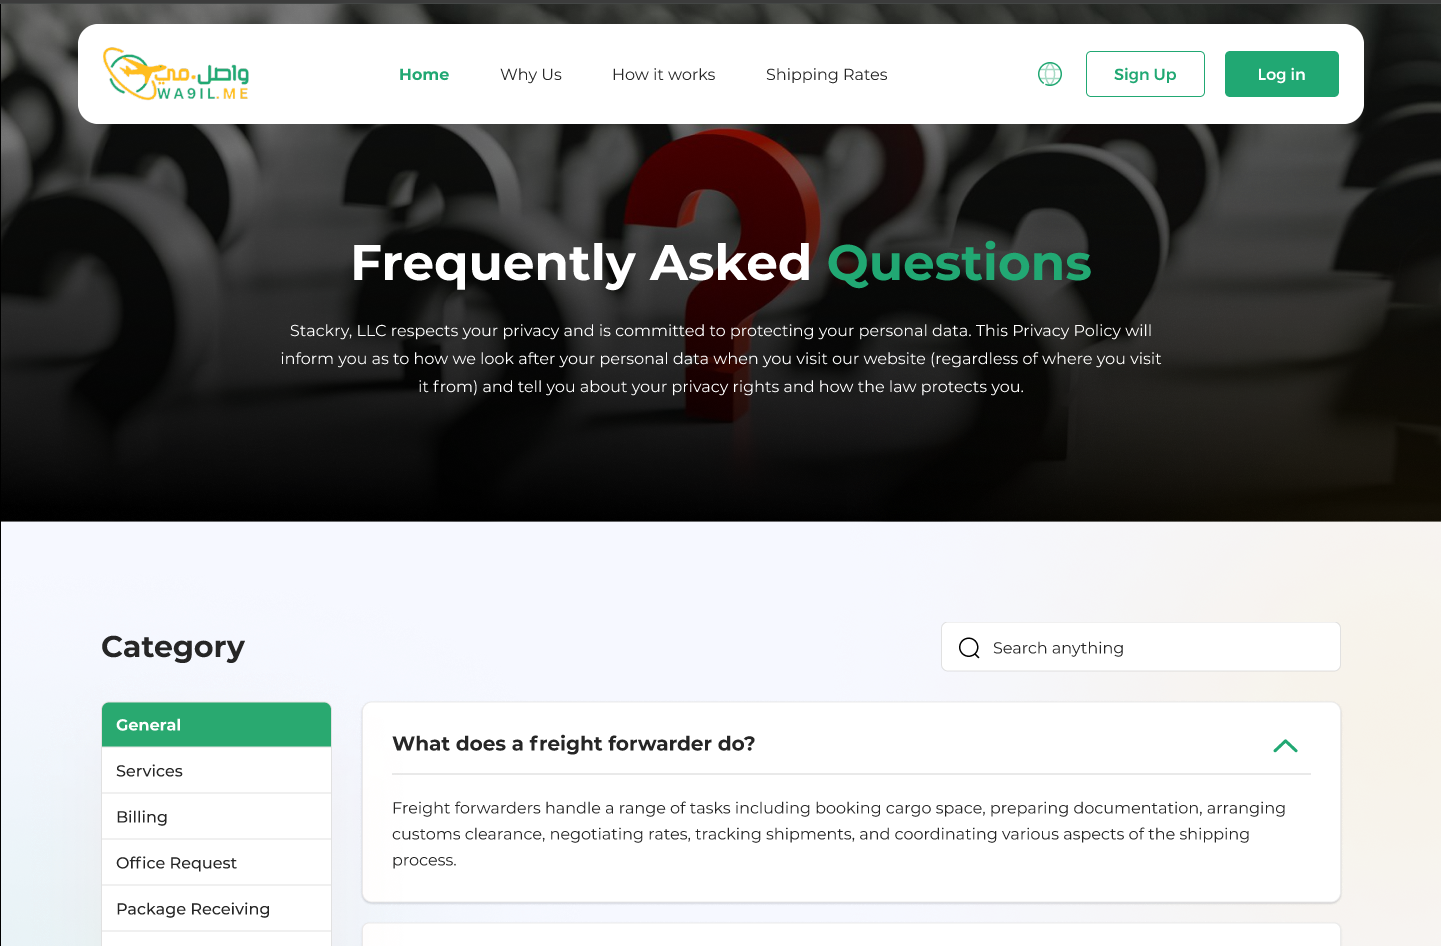 واصل.مي
WA9IL.ME
Home
Why Us
How it works
Shipping Rates
Sign Up
Log in
Frequently Asked Questions
Stackry, LLC respects your privacy and is committed to protecting your personal data. This Privacy Policy will
inform you as to how we look after your personal data when you visit our website (regardless of where you visit
it from) and tell you about your privacy rights and how the law protects you.
Category
Search anything
General
Services
Billing
Office Request
Package Receiving
What does a freight forwarder do?
Freight forwarders handle a range of tasks including booking cargo space, preparing documentation, arranging
customs clearance, negotiating rates, tracking shipments, and coordinating various aspects of the shipping
process.